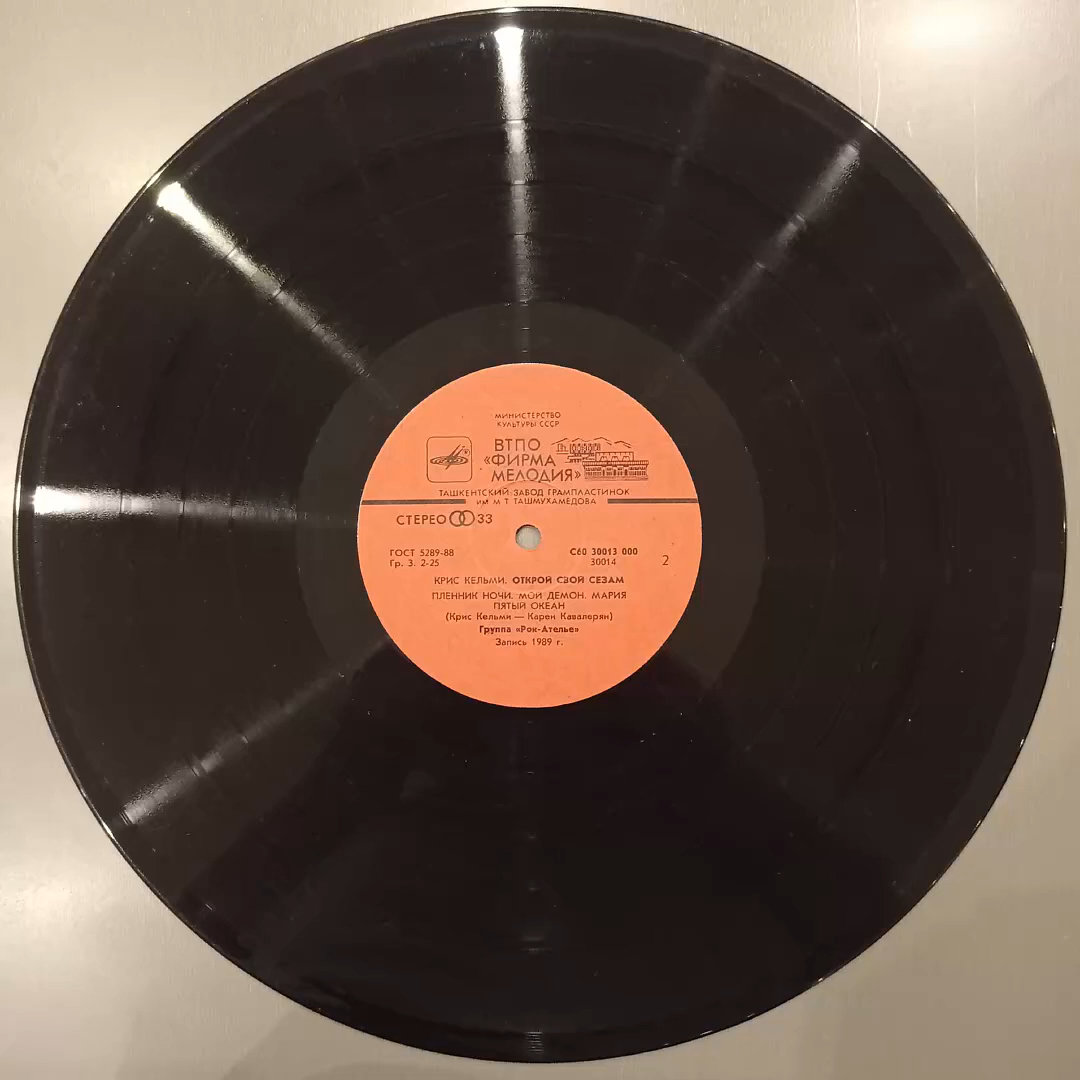 МИНИСТЕРСТВО
КУЛЬТУРЫ СССР
ВТПО
«ФИРМА
МЕЛОДИЯ»
ТАШКЕНТСКИЙ ЗАВОД ГРАМПЛАСТИНОК
ИМ М Т ТАШМУХАМЕДОВА
СТЕРЕО 33
ГОСТ 5289-88
Гр. 3. 2-25
С60 30013 000
30014
2
КРИС КЕЛЬМИ. ОТКРОЙ СВОЙ СЕЗАМ
ПЛЕННИК НОЧИ. МОЙ ДЕМОН. МАРИЯ
ПЯТЫЙ ОКЕАН
(Крис Кельми — Карен Кавалерян)
Группа «Рок-Ателье»
Запись 1989 г.